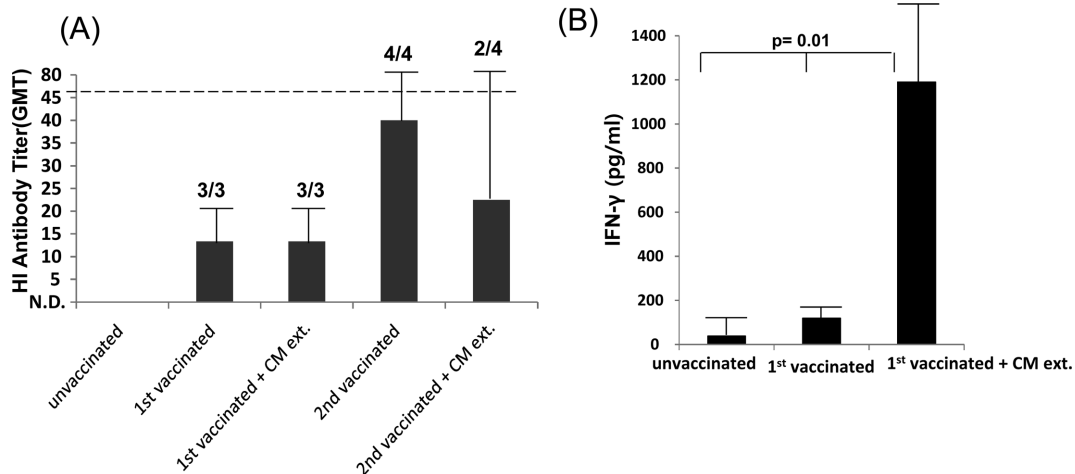 (A)
HI Antibody Titer(GMT)
80
45
40
35
30
25
20
15
10
5
N.D.
3/3
3/3
4/4
2/4
unvaccinated
1st vaccinated
1st vaccinated + CM ext.
2nd vaccinated
2nd vaccinated + CM ext.
(B)
IFN-γ (pg/ml)
1400
1200
1000
800
600
400
200
0
p= 0.01
unvaccinated
1st vaccinated
1st vaccinated + CM ext.